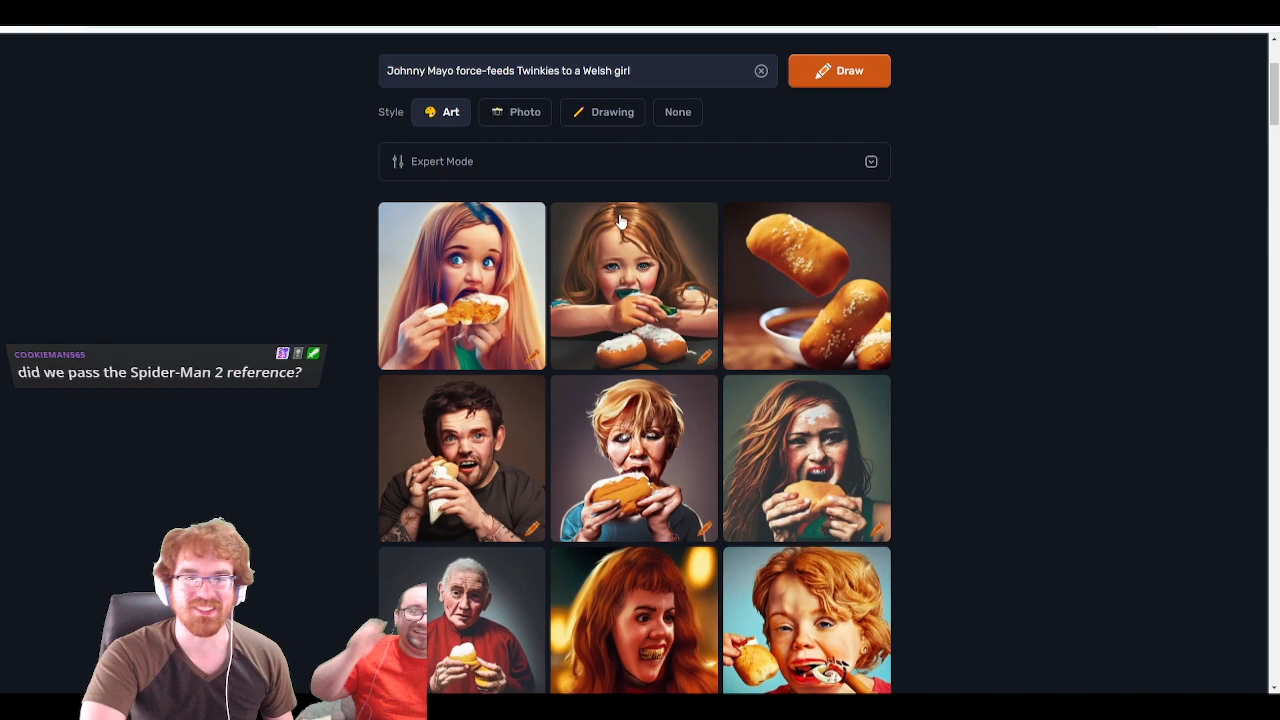 Johnny Mayo force-feeds Twinkies to a Welsh girl
Draw
Style
Art
Photo
Drawing
None
Expert Mode
COOKIEMAN565
did we pass the Spider-Man 2 reference?